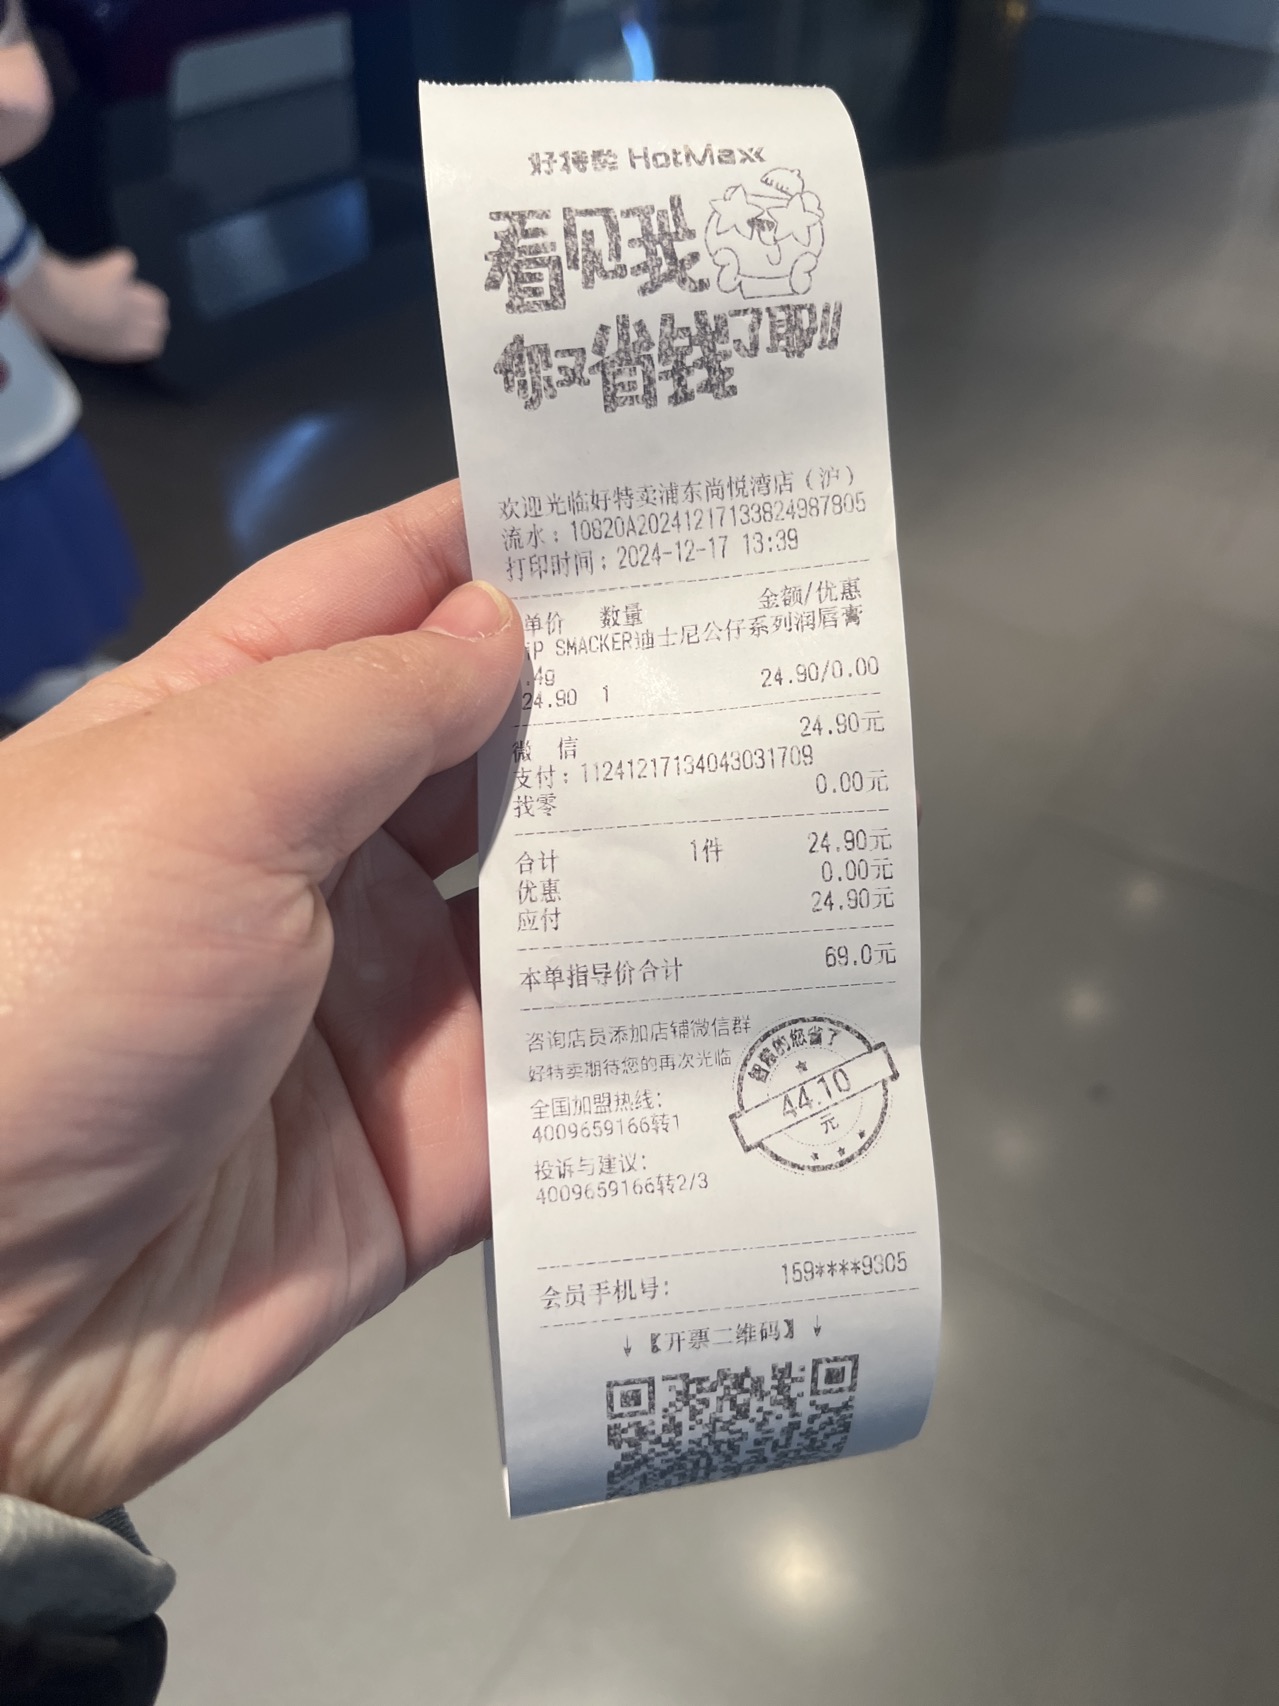 好特卖 HotMaxx
看见我
你又省钱了耶!!
欢迎光临好特卖浦东尚悦湾店（沪）
流水：10820A20241217133824987805
打印时间：2024-12-17 13:39
单价 数量 金额/优惠
iP SMACKER迪士尼公仔系列润唇膏
.4g
24.90 1 24.90/0.00
微 信 24.90元
支付：11241217134043031709
找零 0.00元
合计 1件 24.90元
优惠 0.00元
应付 24.90元
本单指导价合计 69.0元
咨询店员添加店铺微信群
好特卖期待您的再次光临
全国加盟热线：
4009659166转1
投诉与建议：
4009659166转2/3
的您省了
44.10
元
会员手机号： 159****9305
↓【开票二维码】↓